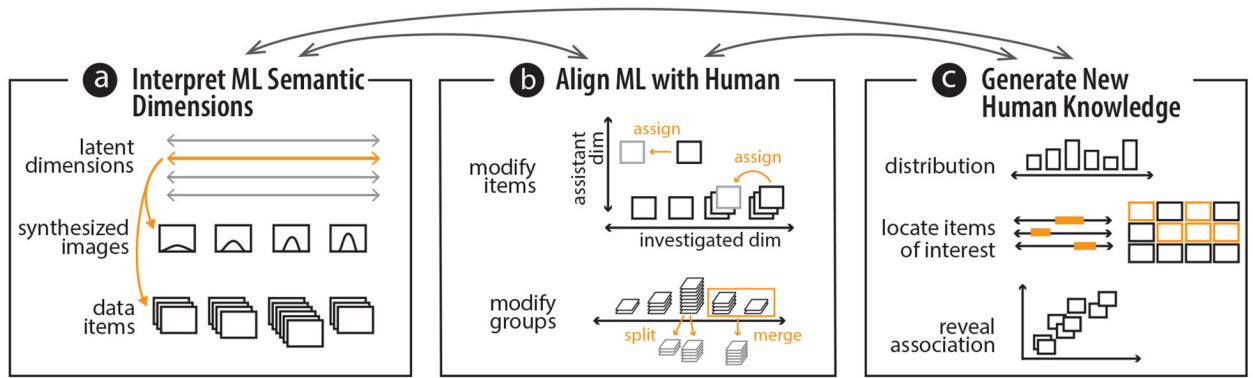 a Interpret ML Semantic
Dimensions
latent
dimensions
synthesized
images
data
items
b Align ML with Human
modify
items
assistant
dim
assign
assign
investigated dim
modify
groups
split
merge
c Generate New
Human Knowledge
distribution
locate items
of interest
reveal
association